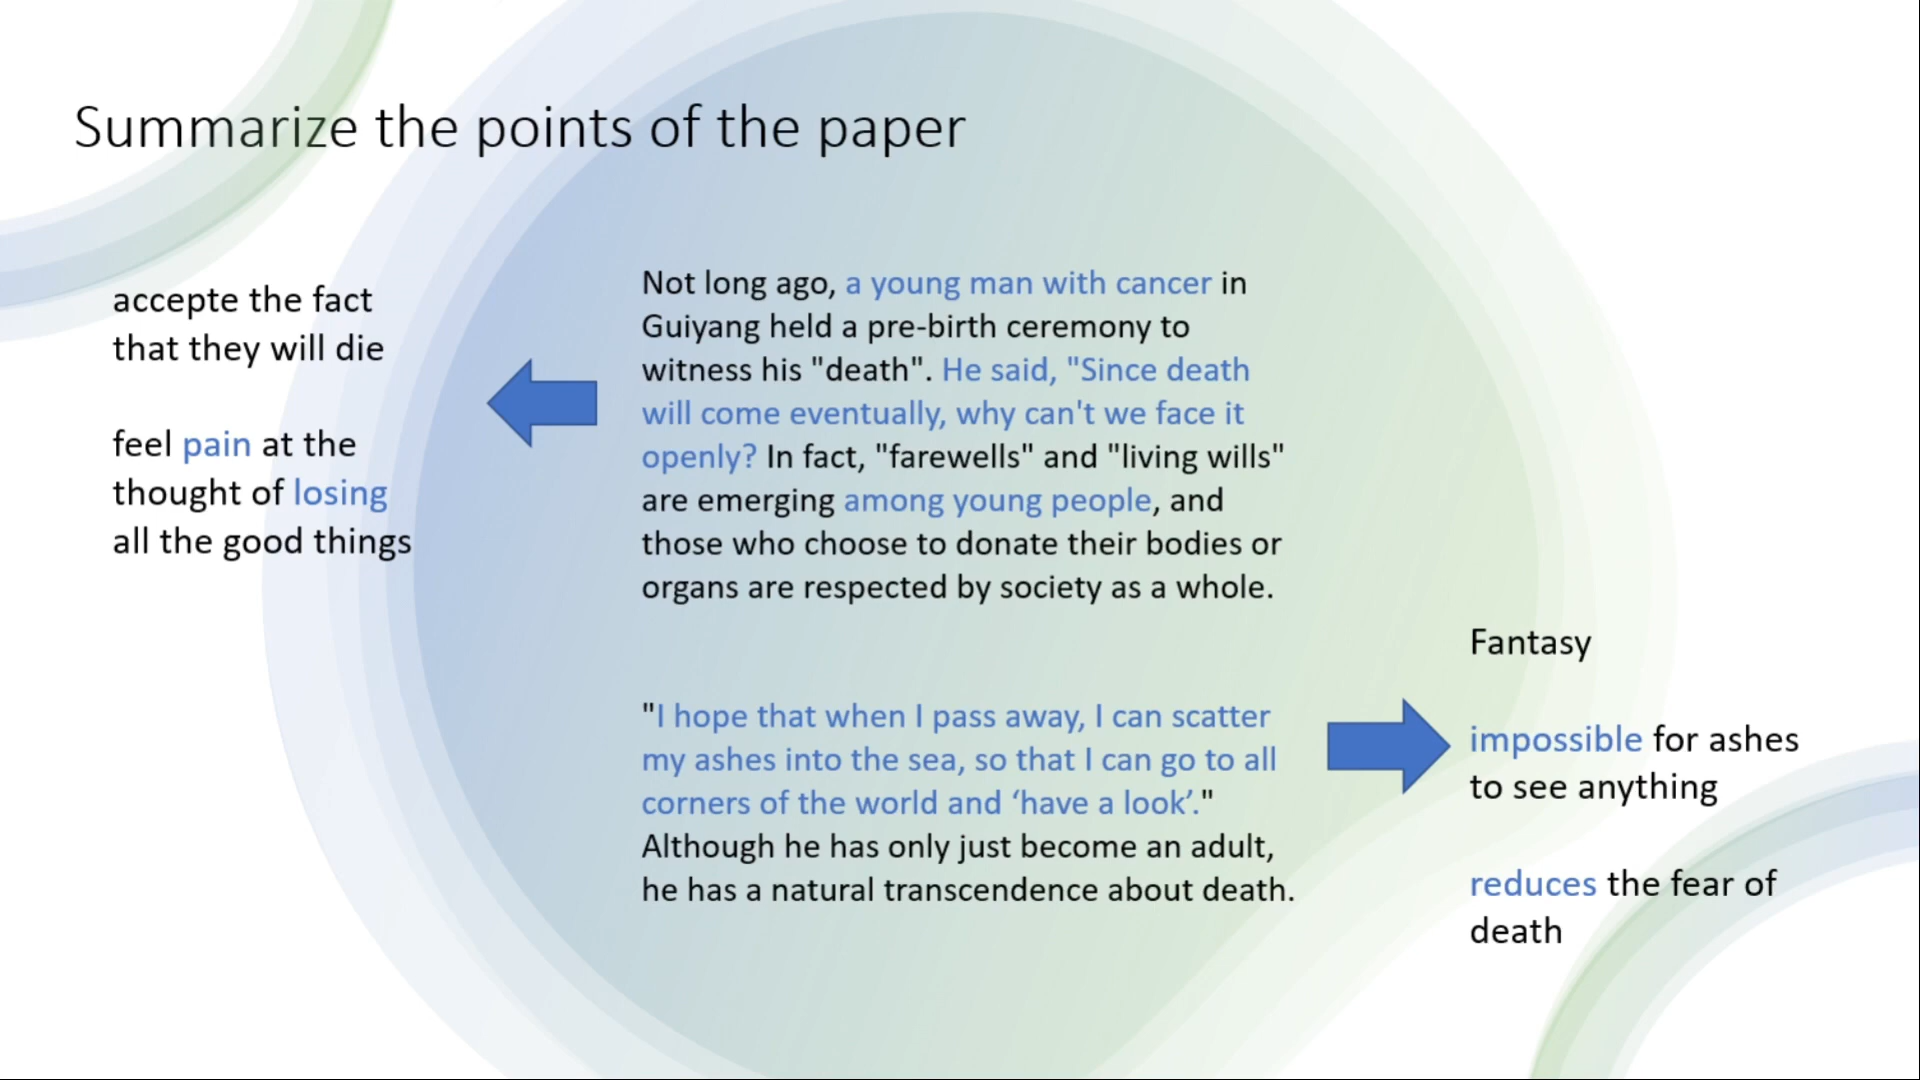 Summarize the points of the paper
accepte the fact
that they will die
feel pain at the
thought of losing
all the good things
Not long ago, a young man with cancer in
Guiyang held a pre-birth ceremony to
witness his "death". He said, "Since death
will come eventually, why can't we face it
openly? In fact, "farewells" and "living wills"
are emerging among young people, and
those who choose to donate their bodies or
organs are respected by society as a whole.
"I hope that when I pass away, I can scatter
my ashes into the sea, so that I can go to all
corners of the world and ‘have a look’."
Although he has only just become an adult,
he has a natural transcendence about death.
Fantasy
impossible for ashes
to see anything
reduces the fear of
death